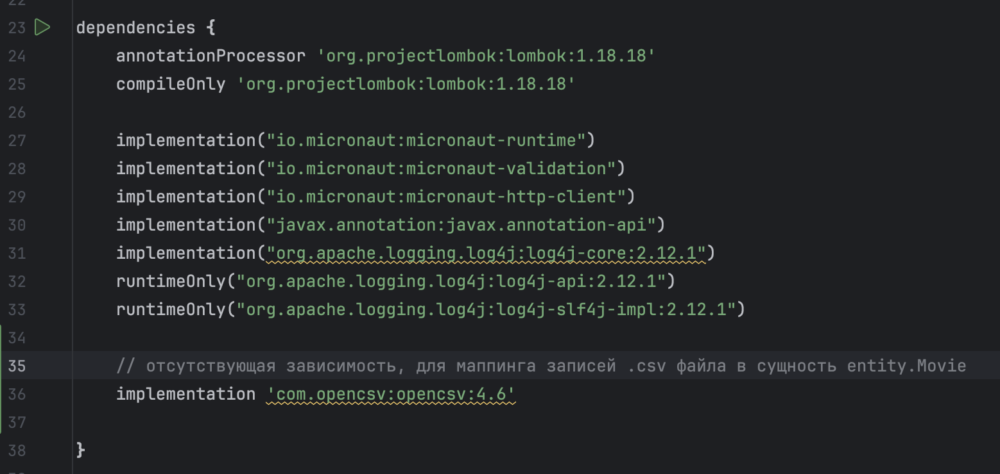 22
23 dependencies {
24 annotationProcessor 'org.projectlombok:lombok:1.18.18'
25 compileOnly 'org.projectlombok:lombok:1.18.18'
26
27 implementation("io.micronaut:micronaut-runtime")
28 implementation("io.micronaut:micronaut-validation")
29 implementation("io.micronaut:micronaut-http-client")
30 implementation("javax.annotation:javax.annotation-api")
31 implementation("org.apache.logging.log4j:log4j-core:2.12.1")
32 runtimeOnly("org.apache.logging.log4j:log4j-api:2.12.1")
33 runtimeOnly("org.apache.logging.log4j:log4j-slf4j-impl:2.12.1")
34
35 // отсутствующая зависимость, для маппинга записей .csv файла в сущность entity.Movie
36 implementation 'com.opencsv:opencsv:4.6'
37
38 }